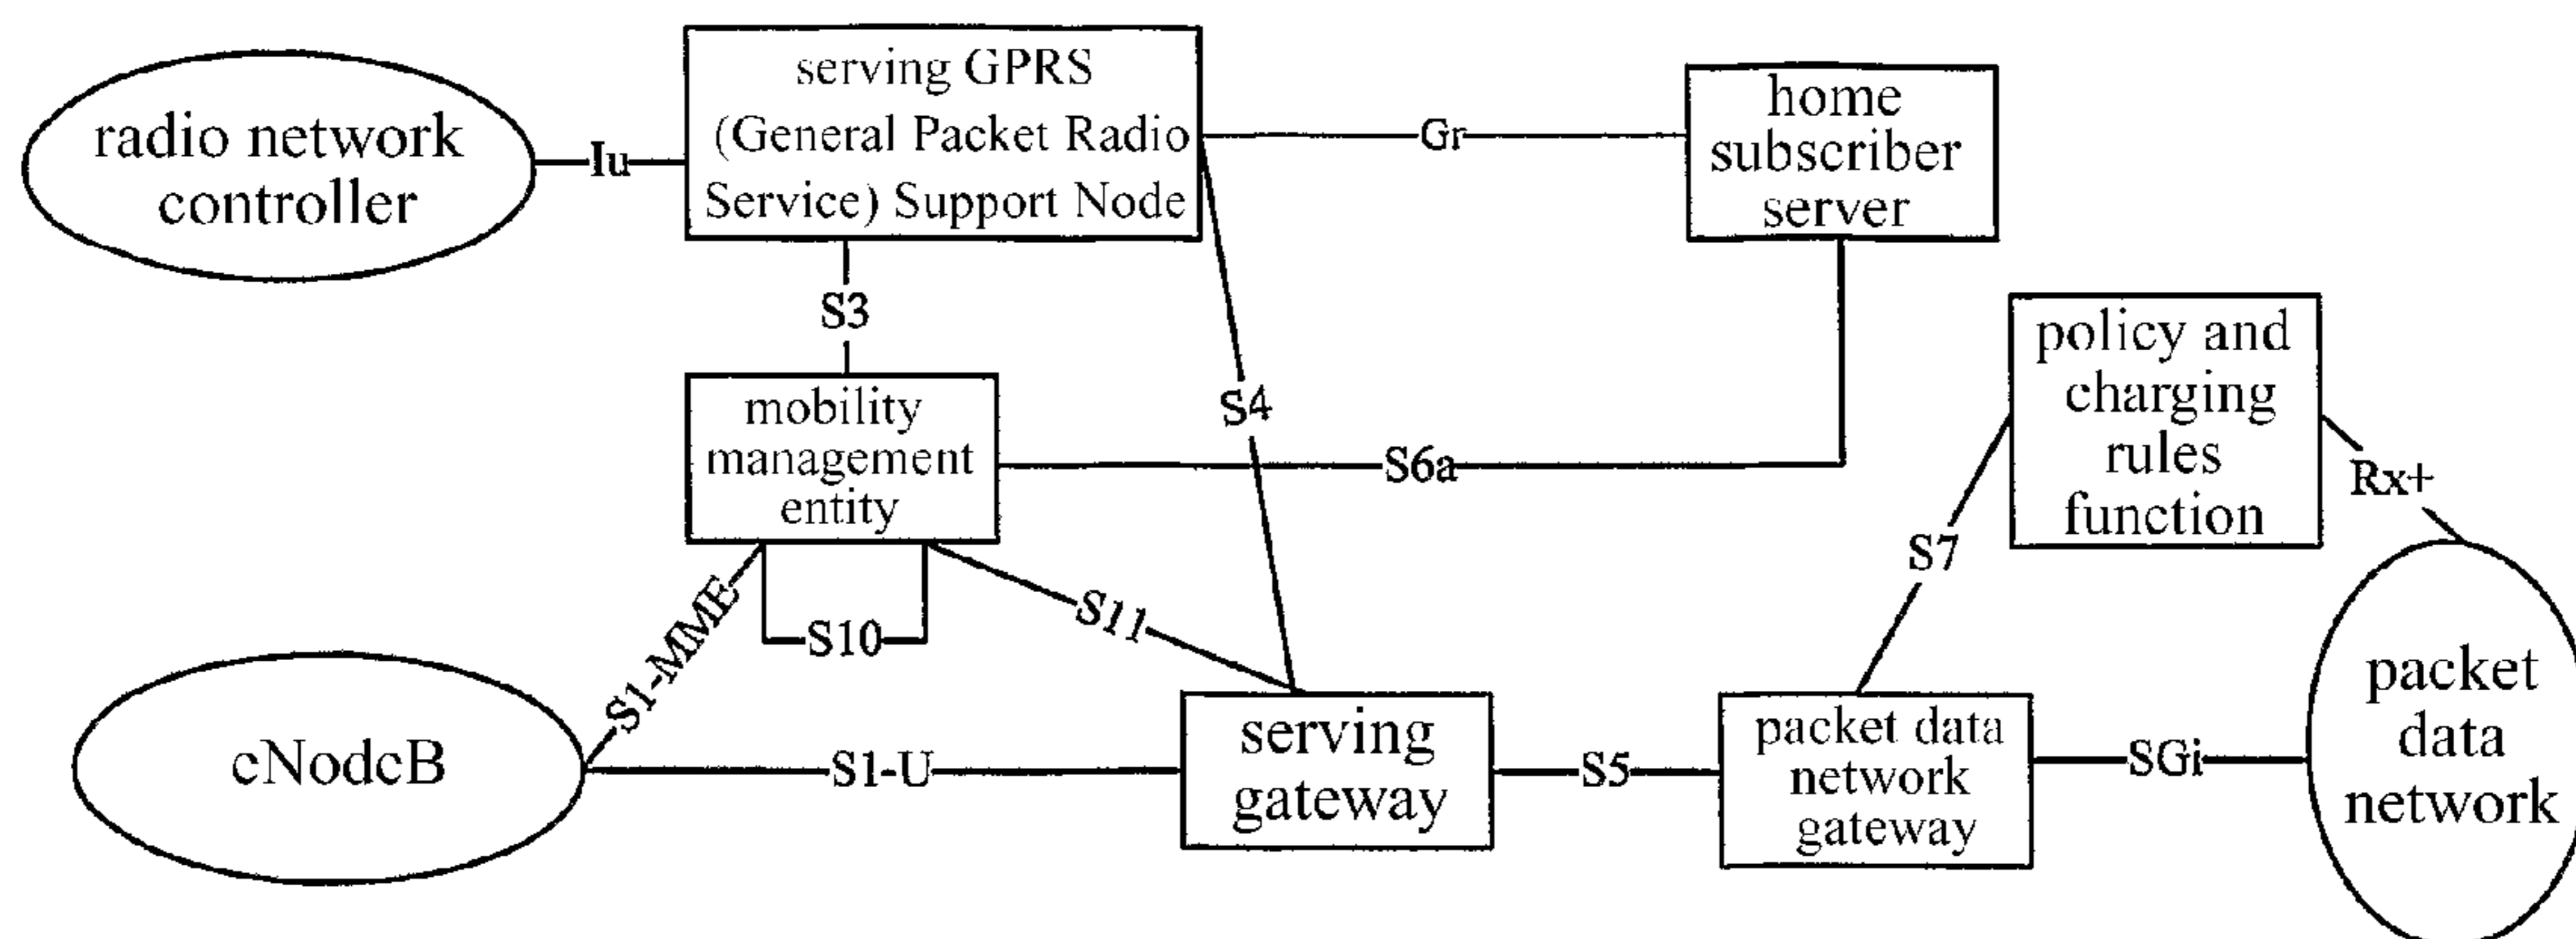 serving GPRS
(General Packet Radio
Service) Support Node
radio network
controller
Iu
Gr
home
subscriber
server
S3
S4
mobility
management
entity
S6a
policy and
charging
rules
function
Rx+
S7
S1-MME
S10
S11
eNodeB
S1-U
serving
gateway
S5
packet data
network
gateway
SGi
packet
data
network